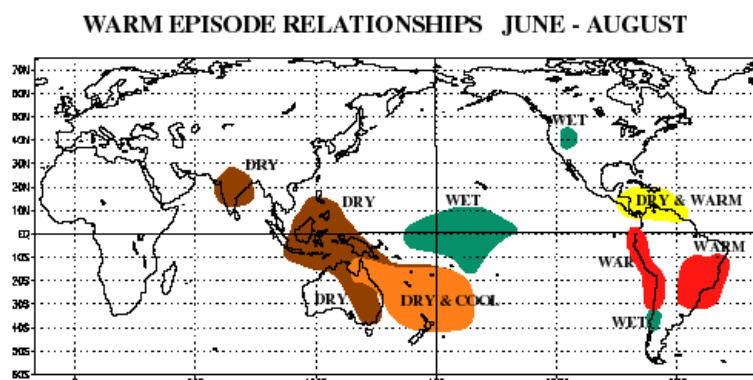 WARM EPISODE RELATIONSHIPS JUNE - AUGUST
70N
60N
50N
40N
30N
20N
10N
EQ
10S
20S
30S
40S
50S
60S
WET
DRY
DRY
WET
DRY & WARM
WAR
WARM
DRY
DRY & COOL
WET